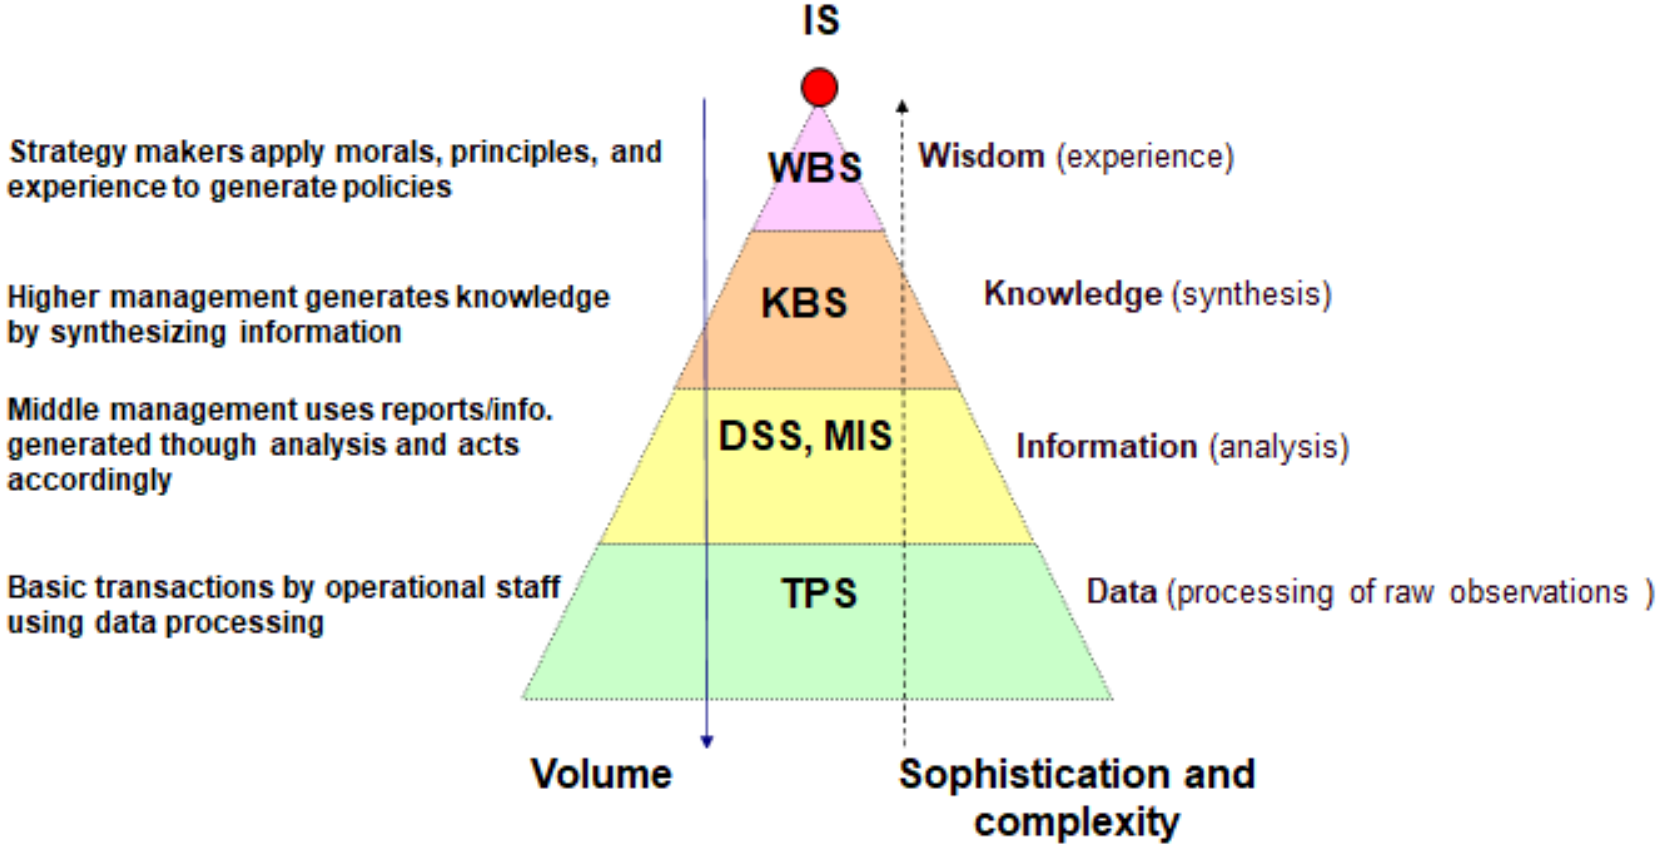 IS
Strategy makers apply morals, principles, and
experience to generate policies
WBS
Wisdom (experience)
Higher management generates knowledge
by synthesizing information
KBS
Knowledge (synthesis)
Middle management uses reports/info.
generated though analysis and acts
accordingly
DSS, MIS
Information (analysis)
Basic transactions by operational staff
using data processing
TPS
Data (processing of raw observations )
Volume
Sophistication and
complexity